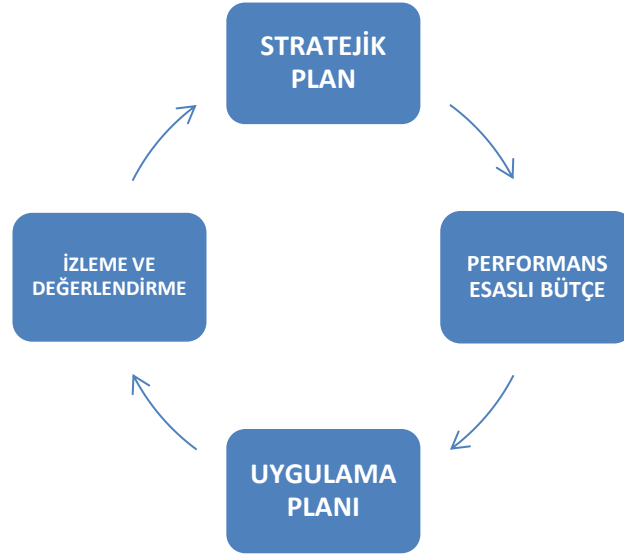 STRATEJİK
PLAN
PERFORMANS
ESASLI BÜTÇE
UYGULAMA
PLANI
İZLEME VE
DEĞERLENDİRME